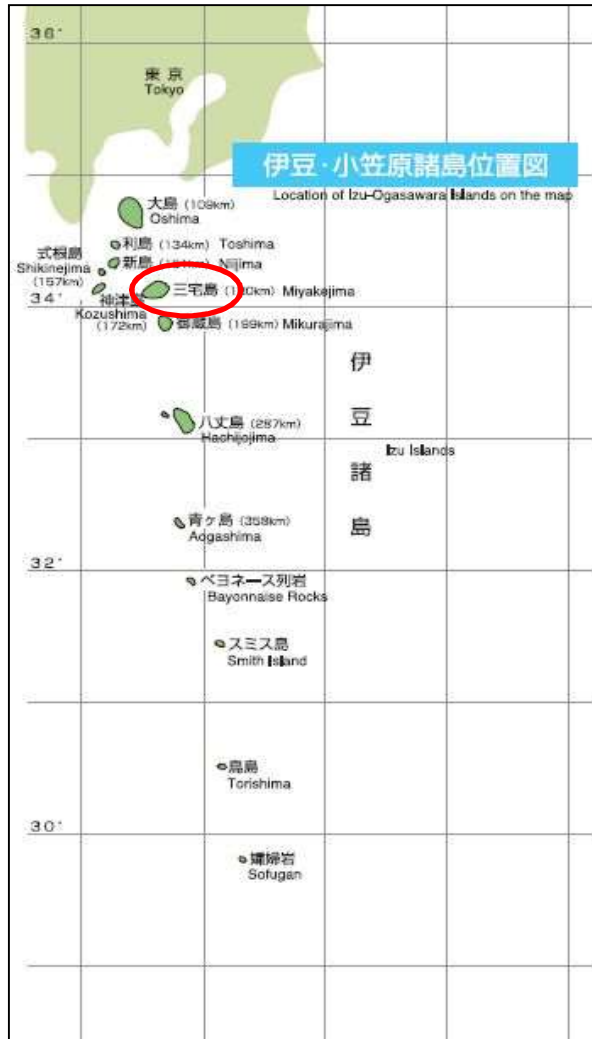 36°
東京
Tokyo
伊豆・小笠原諸島位置図
Location of Izu-Ogasawara Islands on the map
大島 (109km)
Oshima
利島 (134km) Toshima
新島 Niijima
式根島
Shikinejima
(157km)
三宅島 Miyakejima
34°
神津島
Kozushima
(172km)
御蔵島 (199km) Mikurajima
伊豆諸島
Izu Islands
八丈島 (287km)
Hachijojima
青ヶ島 (358km)
Aogashima
32°
ベヨネース列岩
Bayonnaise Rocks
スミス島
Smith Island
鳥島
Torishima
30°
孀婦岩
Sofugan